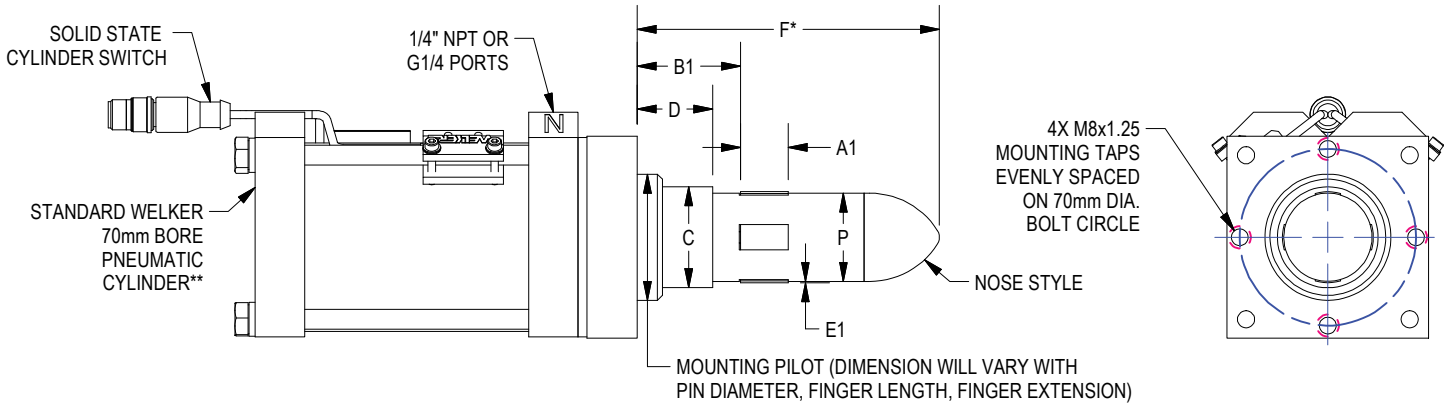 SOLID STATE
CYLINDER SWITCH
1/4" NPT OR
G1/4 PORTS
F*
B1
D
A1
N
WELKER
4X M8x1.25
MOUNTING TAPS
EVENLY SPACED
ON 70mm DIA.
BOLT CIRCLE
STANDARD WELKER
70mm BORE
PNEUMATIC
CYLINDER**
C
P
NOSE STYLE
E1
MOUNTING PILOT (DIMENSION WILL VARY WITH
PIN DIAMETER, FINGER LENGTH, FINGER EXTENSION)